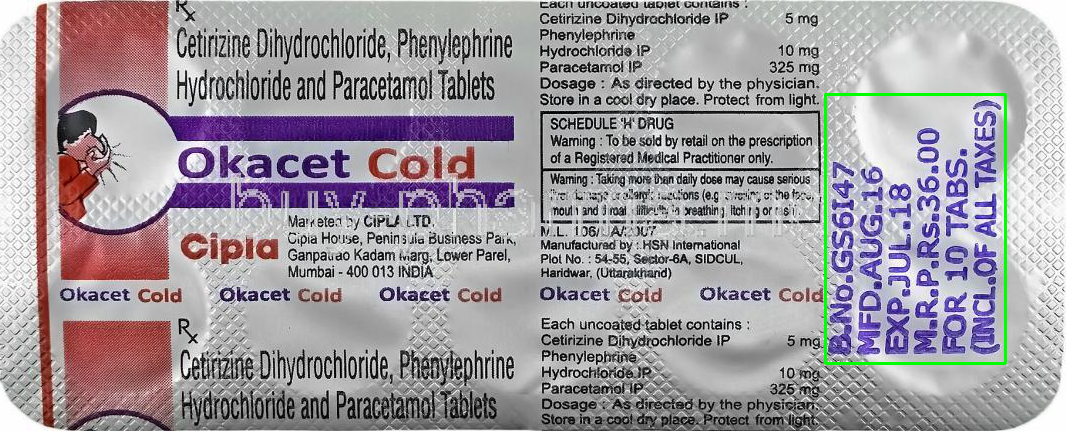 Rx
Cetirizine Dihydrochloride, Phenylephrine
Hydrochloride and Paracetamol Tablets
Okacet Cold
Cipla
Marketed by CIPLA LTD.
Cipla House, Peninsula Business Park,
Ganpatrao Kadam Marg, Lower Parel,
Mumbai - 400 013 INDIA
Okacet Cold Okacet Cold Okacet Cold
Rx
Cetirizine Dihydrochloride, Phenylephrine
Hydrochloride and Paracetamol Tablets
Each uncoated tablet contains :
Cetirizine Dihydrochloride IP 5 mg
Phenylephrine
Hydrochloride IP 10 mg
Paracetamol IP 325 mg
Dosage : As directed by the physician.
Store in a cool dry place. Protect from light.
SCHEDULE 'H' DRUG
Warning : To be sold by retail on the prescription
of a Registered Medical Practitioner only.
Warning : Taking more than daily dose may cause serious
liver damage or allergic reactions (e.g. swelling of the face,
mouth and throat, difficulty in breathing, itching or rash).
M.L. 106/UA/2007
Manufactured by : HSN International
Plot No. : 54-55, Sector-6A, SIDCUL,
Haridwar, (Uttarakhand)
Okacet Cold Okacet Cold
Each uncoated tablet contains :
Cetirizine Dihydrochloride IP 5 mg
Phenylephrine
Hydrochloride IP 10 mg
Paracetamol IP 325 mg
Dosage : As directed by the physician.
Store in a cool dry place. Protect from light.
B.No.GS6147
MFD.AUG.16
EXP.JUL.18
M.R.P.Rs.36.00
FOR 10 TABS.
(INCL.OF ALL TAXES)